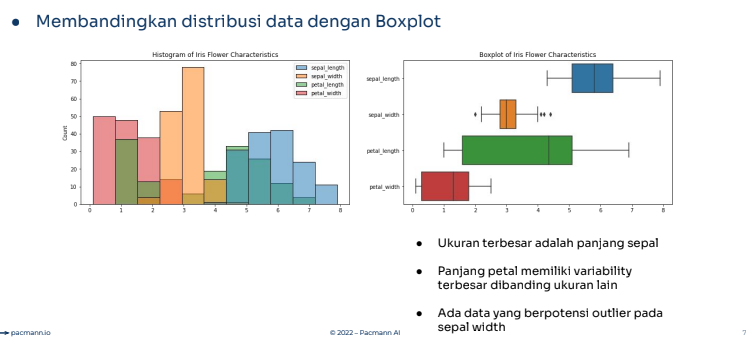 ● Membandingkan distribusi data dengan Boxplot
Histogram of Iris Flower Characteristics
sepal_length
sepal_width
petal_length
petal_width
Count
80
70
60
50
40
30
20
10
0
0 1 2 3 4 5 6 7 8
Boxplot of Iris Flower Characteristics
sepal_length
sepal_width
petal_length
petal_width
0 1 2 3 4 5 6 7 8
● Ukuran terbesar adalah panjang sepal
● Panjang petal memiliki variability
terbesar dibanding ukuran lain
● Ada data yang berpotensi outlier pada
sepal width
pacmann.io
© 2022 – Pacmann AI
7